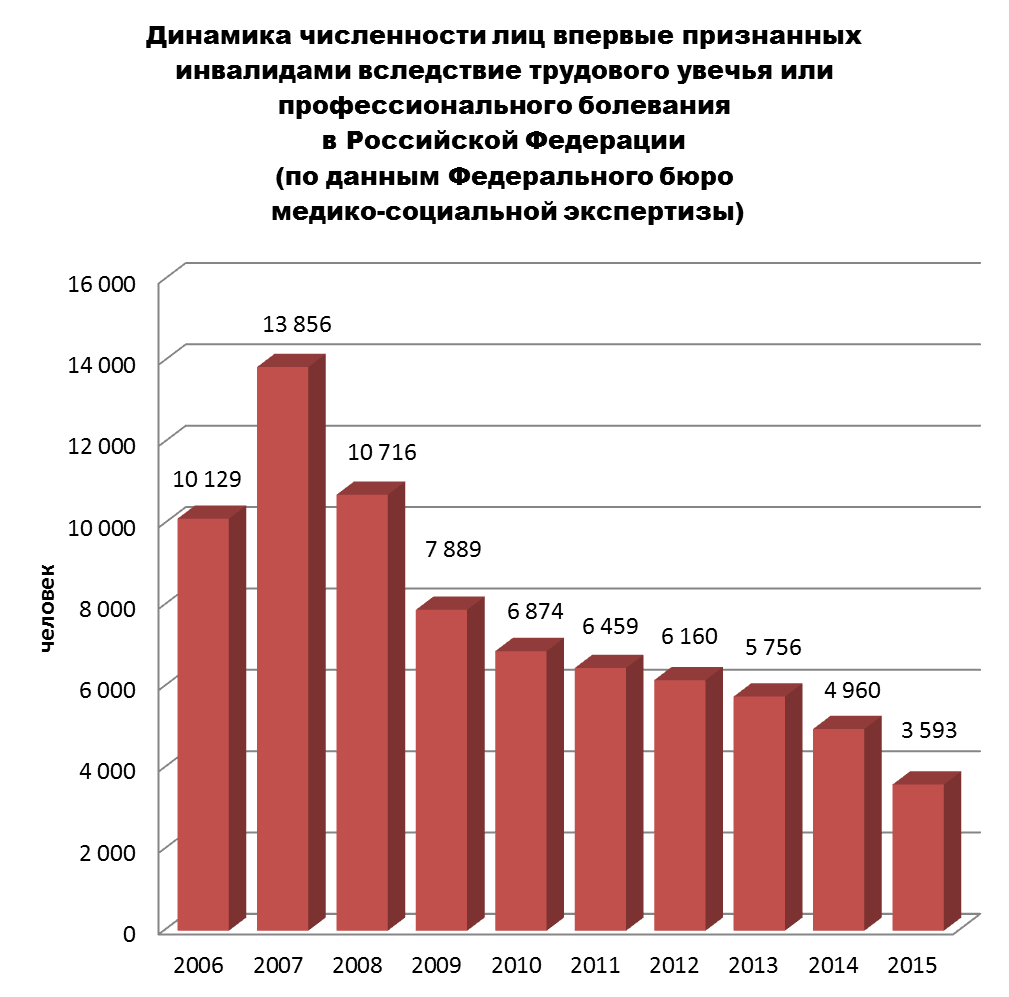 Динамика численности лиц впервые признанных
инвалидами вследствие трудового увечья или
профессионального болевания
в Российской Федерации
(по данным Федерального бюро
медико-социальной экспертизы)
16 000
14 000
12 000
10 000
8 000
6 000
4 000
2 000
0
человек
10 129
13 856
10 716
7 889
6 874
6 459
6 160
5 756
4 960
3 593
2006 2007 2008 2009 2010 2011 2012 2013 2014 2015